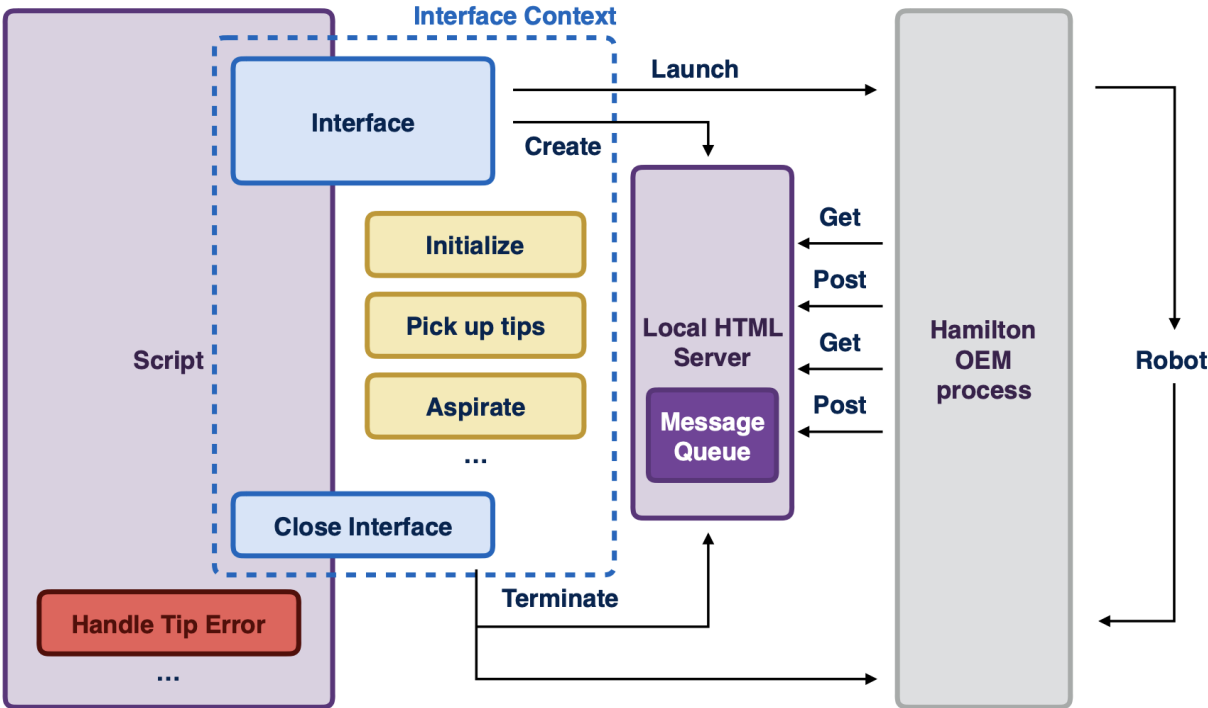 Interface Context
Interface
Launch
Create
Initialize
Pick up tips
Aspirate
...
Script
Close Interface
Terminate
Handle Tip Error
...
Get
Post
Get
Post
Local HTML
Server
Message
Queue
Hamilton
OEM
process
Robot